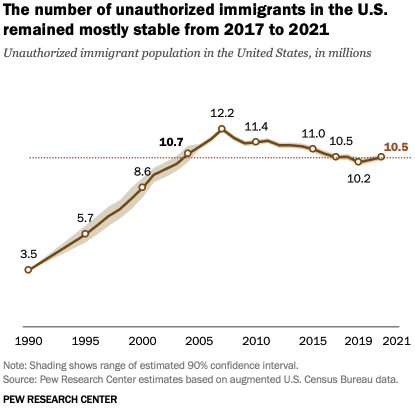 The number of unauthorized immigrants in the U.S.
remained mostly stable from 2017 to 2021
Unauthorized immigrant population in the United States, in millions
12.2
11.4
11.0
10.7
10.5
10.5
10.2
8.6
5.7
3.5
1990 1995 2000 2005 2010 2015 2019 2021
Note: Shading shows range of estimated 90% confidence interval.
Source: Pew Research Center estimates based on augmented U.S. Census Bureau data.
PEW RESEARCH CENTER